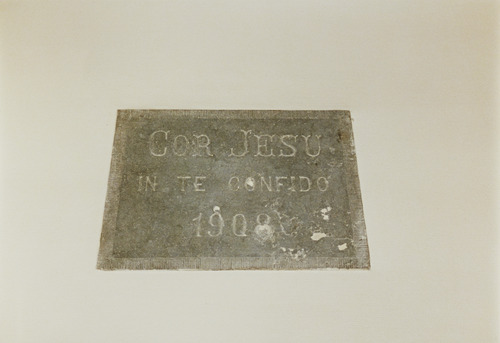 COR JESU
IN TE CONFIDO
1908